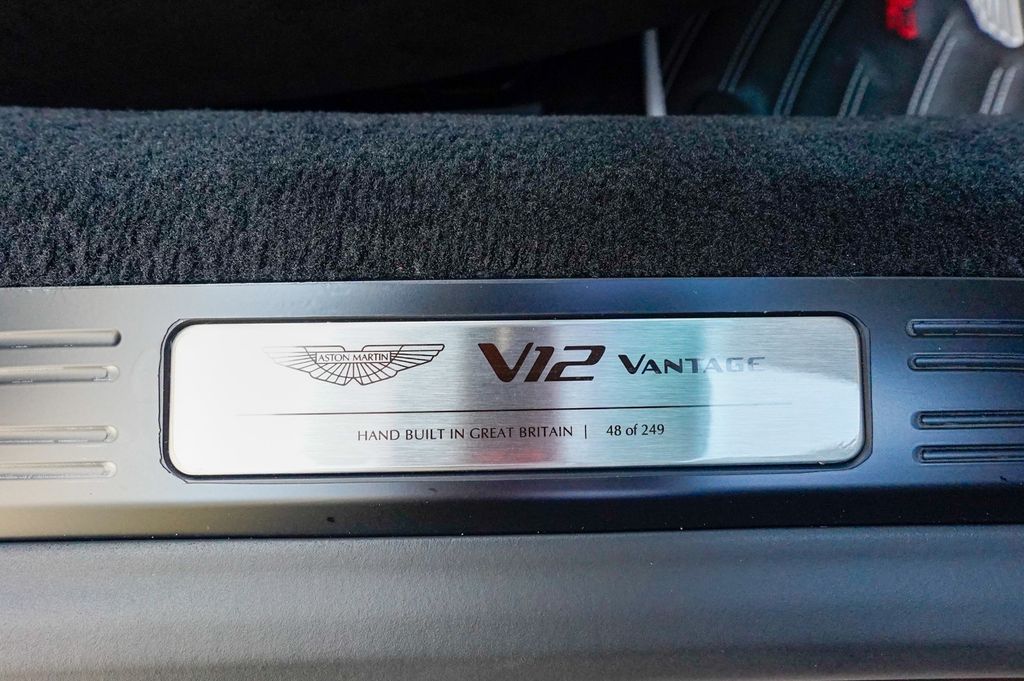 ASTON MARTIN V12 VANTAGE
HAND BUILT IN GREAT BRITAIN | 48 of 249